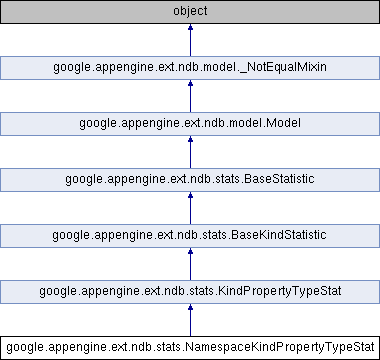 object
google.appengine.ext.ndb.model._NotEqualMixin
google.appengine.ext.ndb.model.Model
google.appengine.ext.ndb.stats.BaseStatistic
google.appengine.ext.ndb.stats.BaseKindStatistic
google.appengine.ext.ndb.stats.KindPropertyTypeStat
google.appengine.ext.ndb.stats.NamespaceKindPropertyTypeStat